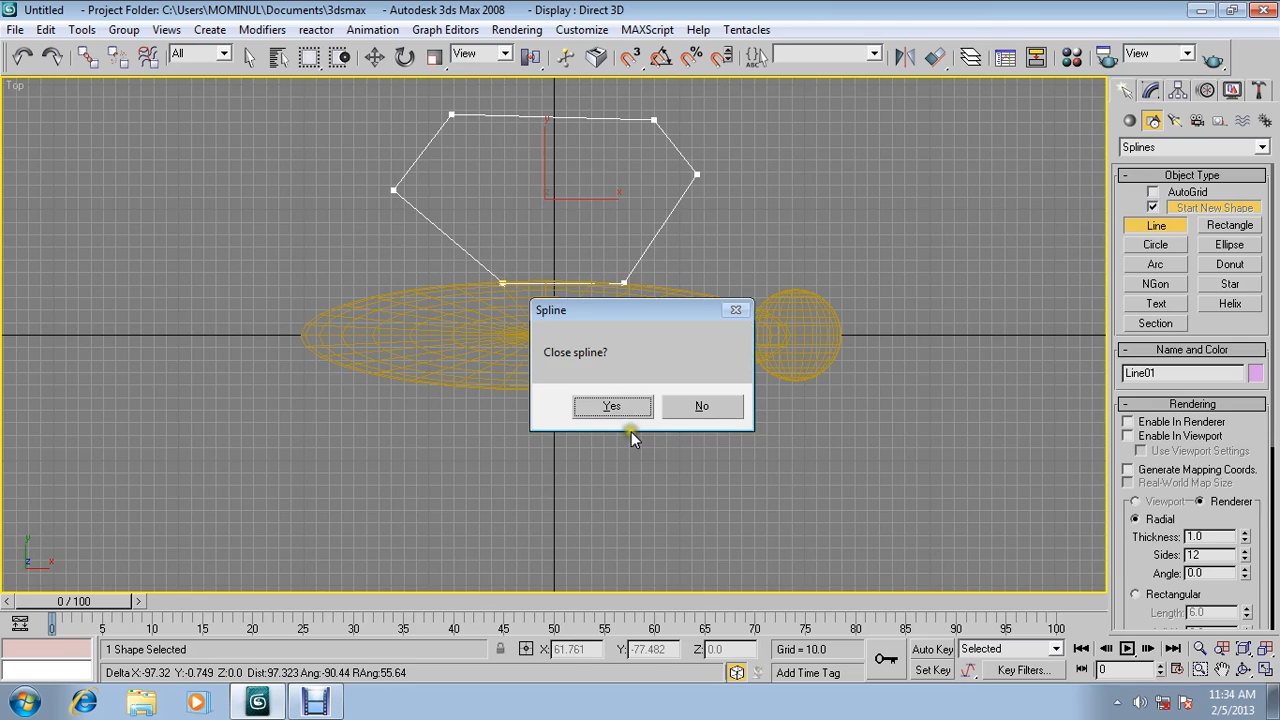 Untitled - Project Folder: C:\Users\MOMINUL\Documents\3dsmax - Autodesk 3ds Max 2008 - Display : Direct 3D
File Edit Tools Group Views Create Modifiers reactor Animation Graph Editors Rendering Customize MAXScript Help Tentacles
All View View
Top
y
x
z
Splines
Object Type
AutoGrid
Start New Shape
Line Rectangle
Circle Ellipse
Arc Donut
NGon Star
Text Helix
Section
Name and Color
Line01
Rendering
Enable In Renderer
Enable In Viewport
Use Viewport Settings
Generate Mapping Coords.
Real-World Map Size
Viewport Renderer
Radial
Thickness: 1.0
Sides: 12
Angle: 0.0
Rectangular
Length: 6.0
Spline
Close spline?
Yes No
y
z x
0 / 100
0 5 10 15 20 25 30 35 40 45 50 55 60 65 70 75 80 85 90 95 100
1 Shape Selected X: 61.761 Y: -77.482 Z: 0.0 Grid = 10.0 Auto Key Selected
Delta X:-97.32 Y:-0.749 Z:0.0 Dist:97.323 Ang:-90.44 RAng:55.64 Add Time Tag Set Key Key Filters... 0
11:34 AM
2/5/2013